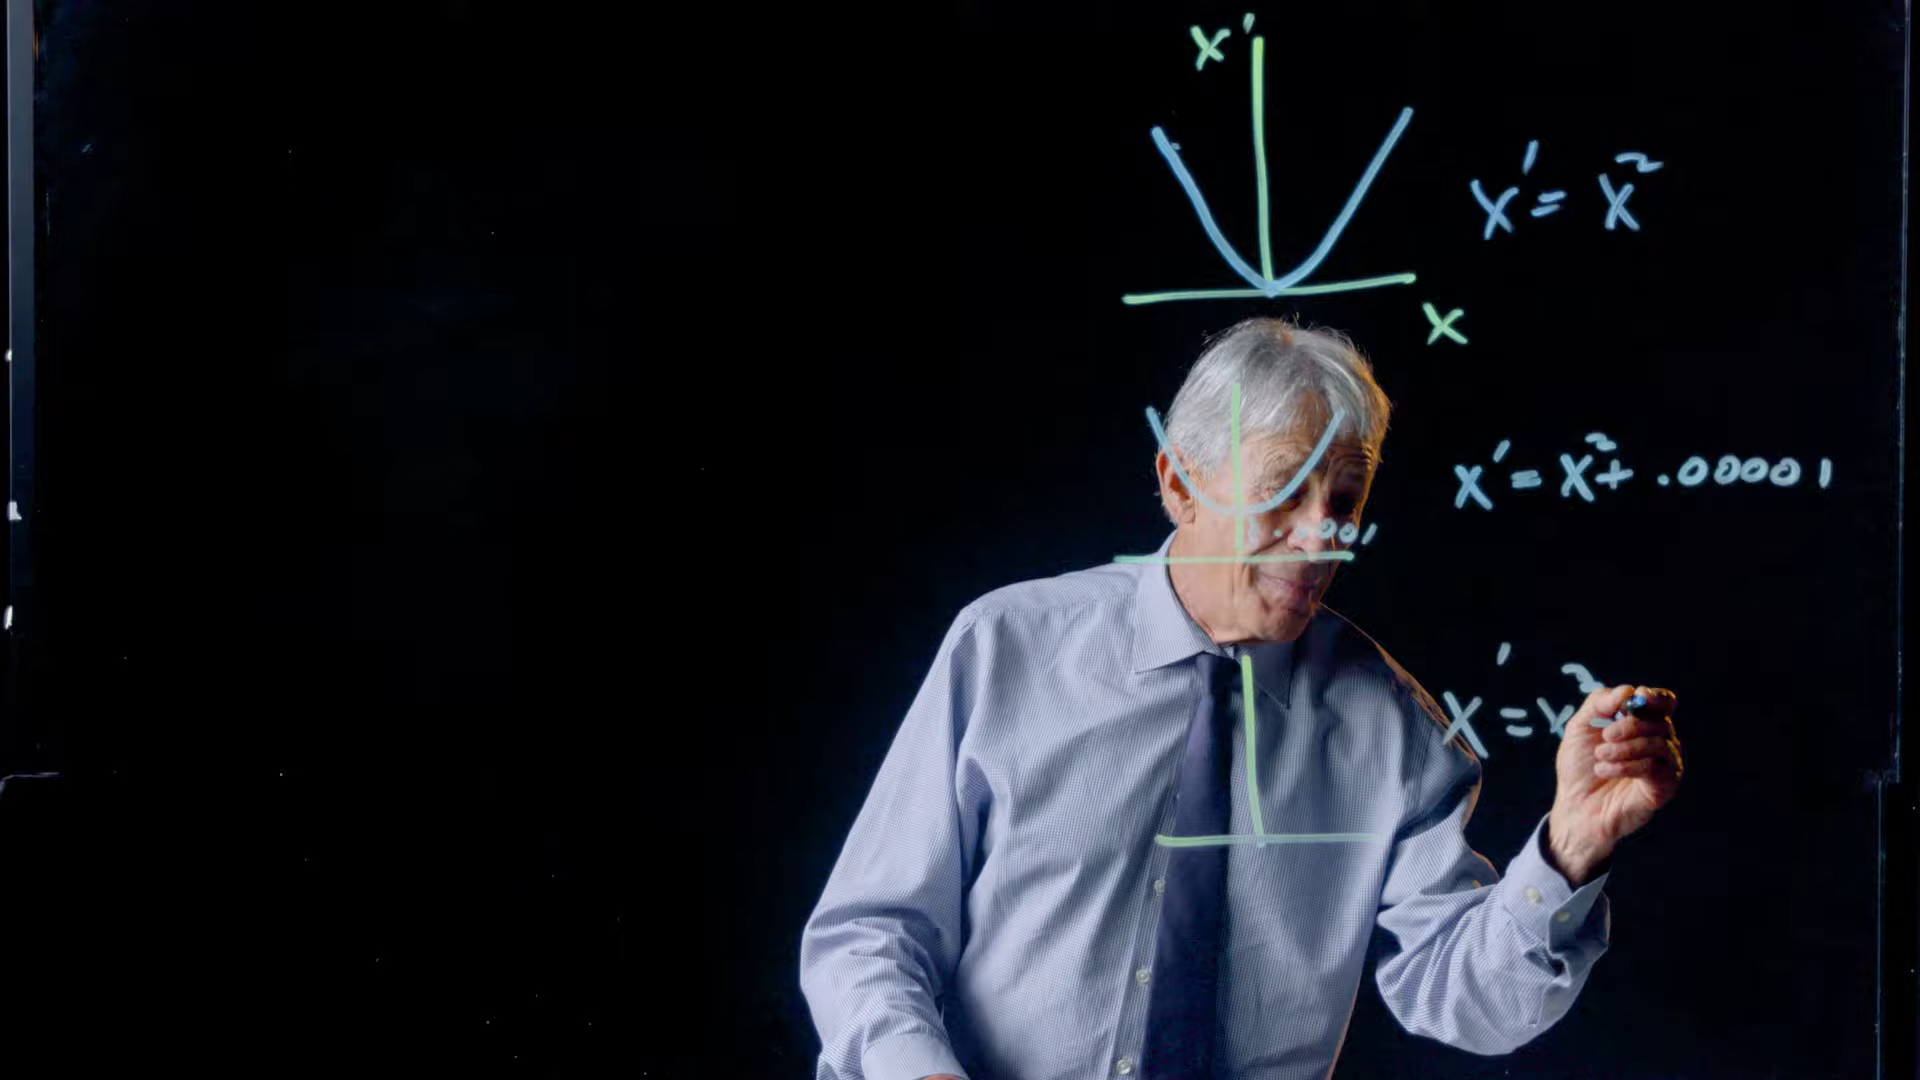 x'
x' = x²
x
x' = x² + .00001
.0001
x' = x²